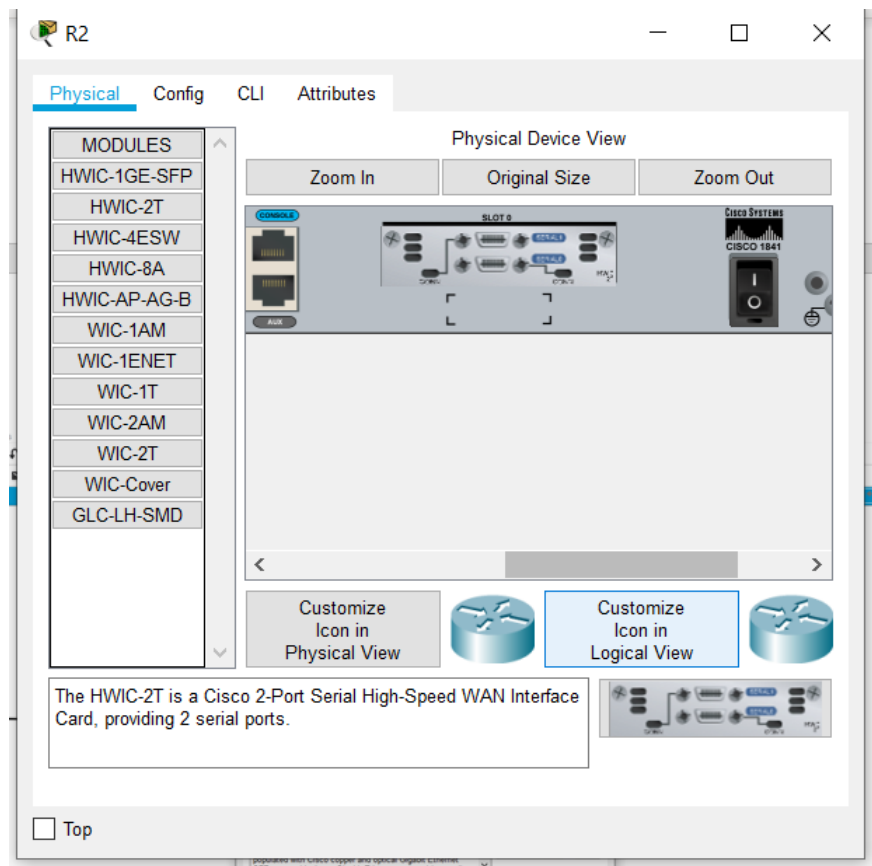 R2
Physical Config CLI Attributes
MODULES
HWIC-1GE-SFP
HWIC-2T
HWIC-4ESW
HWIC-8A
HWIC-AP-AG-B
WIC-1AM
WIC-1ENET
WIC-1T
WIC-2AM
WIC-2T
WIC-Cover
GLC-LH-SMD
Physical Device View
Zoom In Original Size Zoom Out
CONSOLE
AUX
SLOT 0
CISCO SYSTEMS
CISCO 1841
Customize
Icon in
Physical View
Customize
Icon in
Logical View
The HWIC-2T is a Cisco 2-Port Serial High-Speed WAN Interface
Card, providing 2 serial ports.
Top